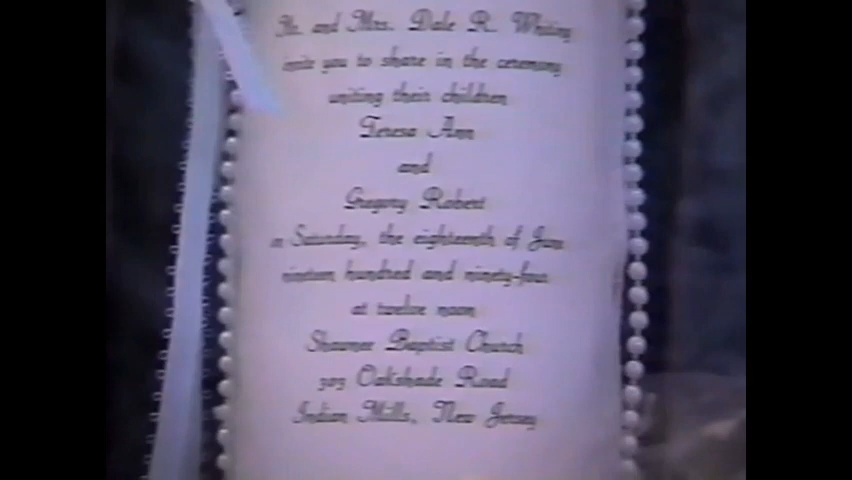 Mr. and Mrs. Dale R. Whiting
invite you to share in the ceremony
uniting their children
Teresa Ann
and
Gregory Robert
on Saturday, the eighteenth of June
nineteen hundred and ninety-four
at twelve noon
Shawnee Baptist Church
303 Oakshade Road
Indian Mills, New Jersey